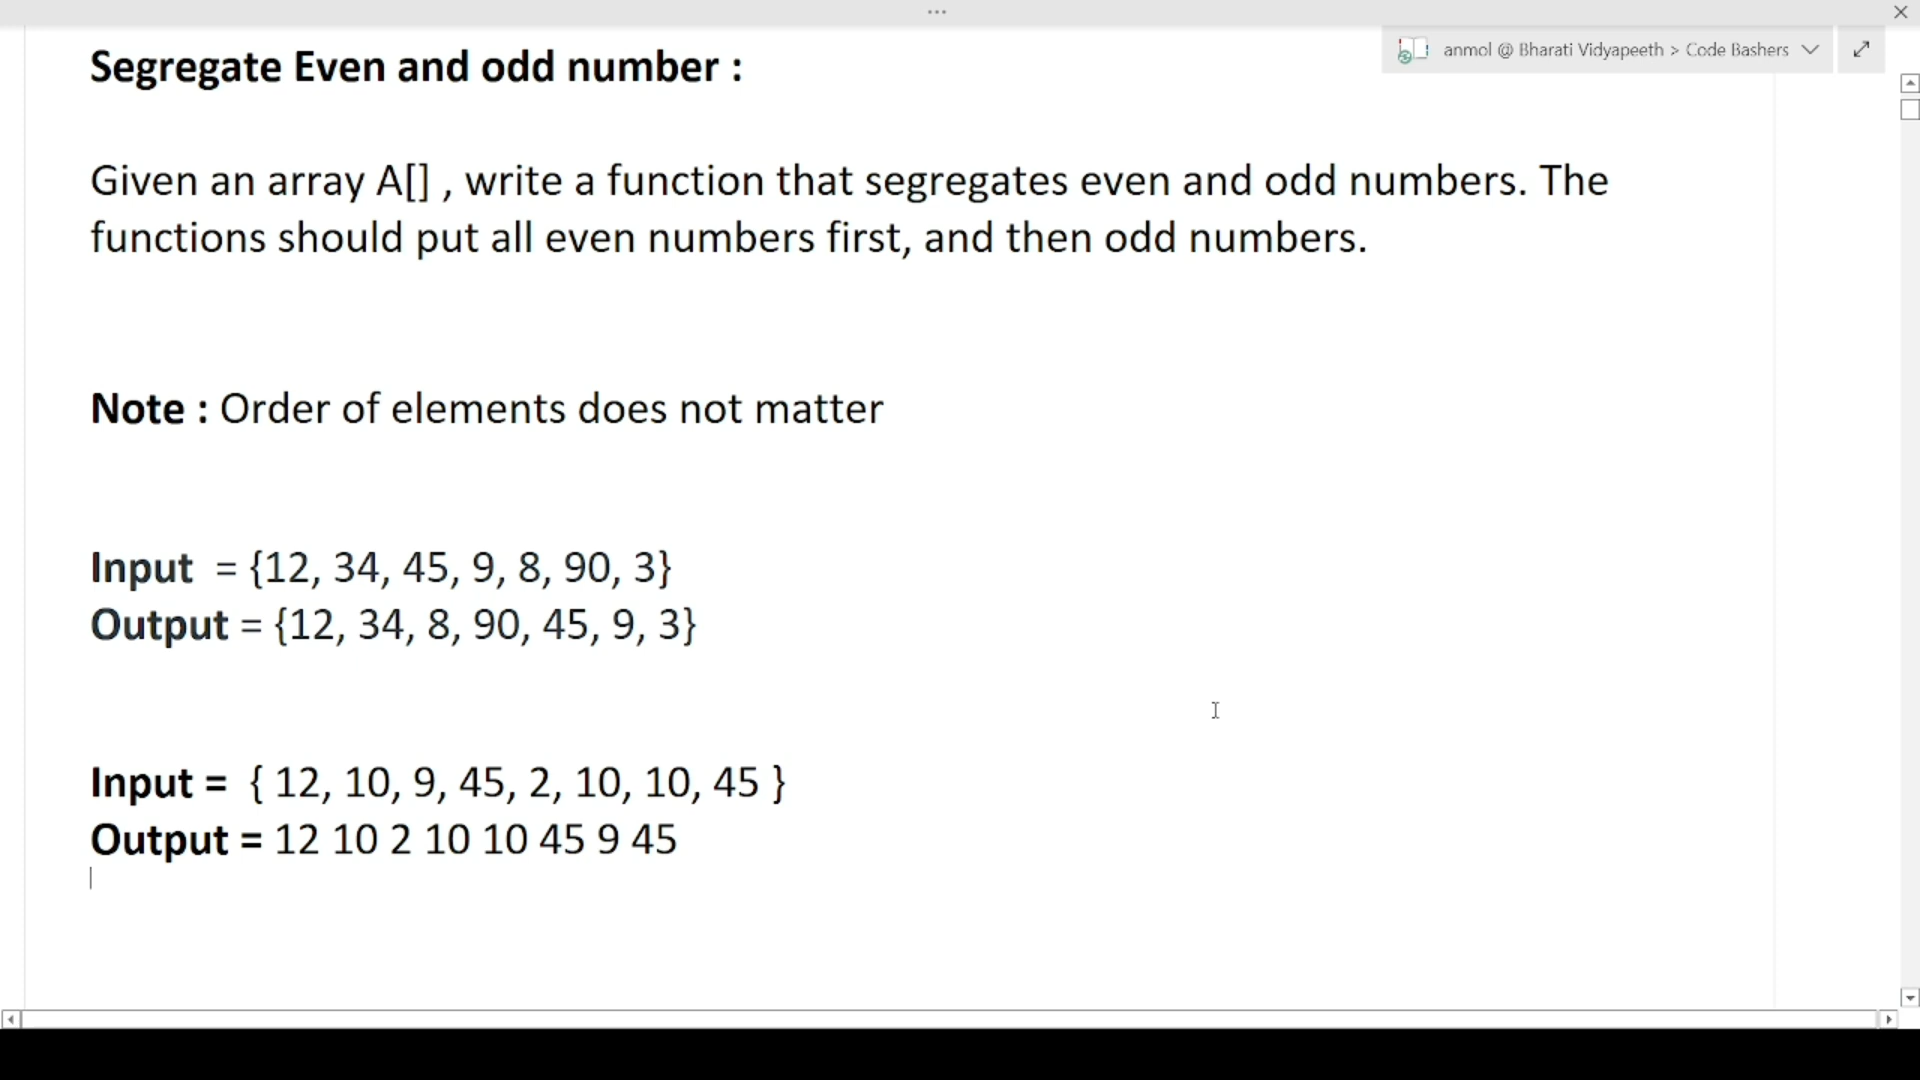 anmol @ Bharati Vidyapeeth > Code Bashers
Segregate Even and odd number :
Given an array A[] , write a function that segregates even and odd numbers. The
functions should put all even numbers first, and then odd numbers.
Note : Order of elements does not matter
Input = {12, 34, 45, 9, 8, 90, 3}
Output = {12, 34, 8, 90, 45, 9, 3}
Input = { 12, 10, 9, 45, 2, 10, 10, 45 }
Output = 12 10 2 10 10 45 9 45